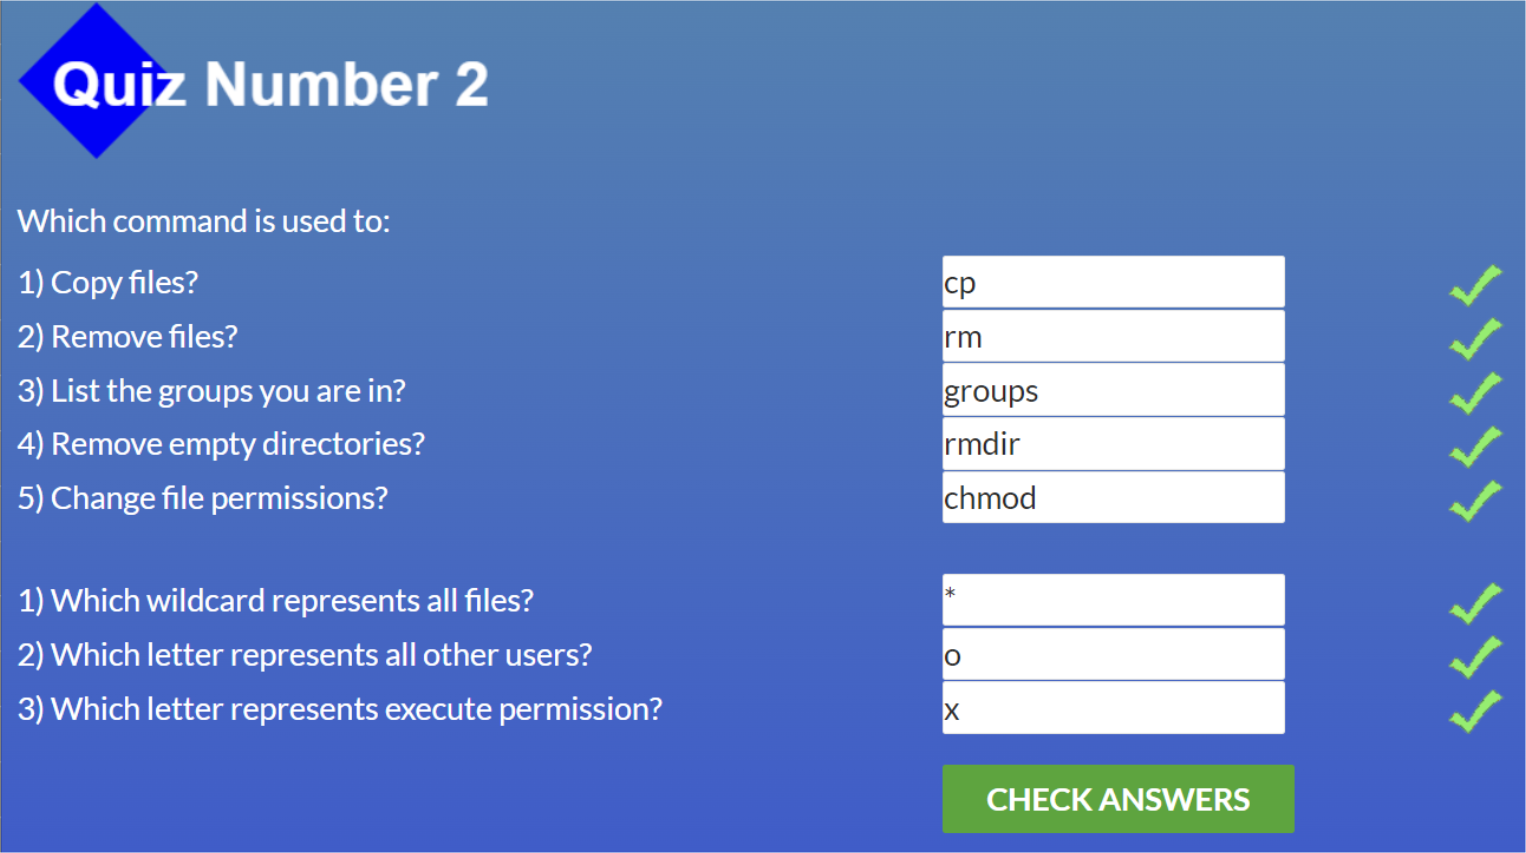 Quiz Number 2
Which command is used to:
1) Copy files? cp
2) Remove files? rm
3) List the groups you are in? groups
4) Remove empty directories? rmdir
5) Change file permissions? chmod
1) Which wildcard represents all files? *
2) Which letter represents all other users? o
3) Which letter represents execute permission? x
CHECK ANSWERS